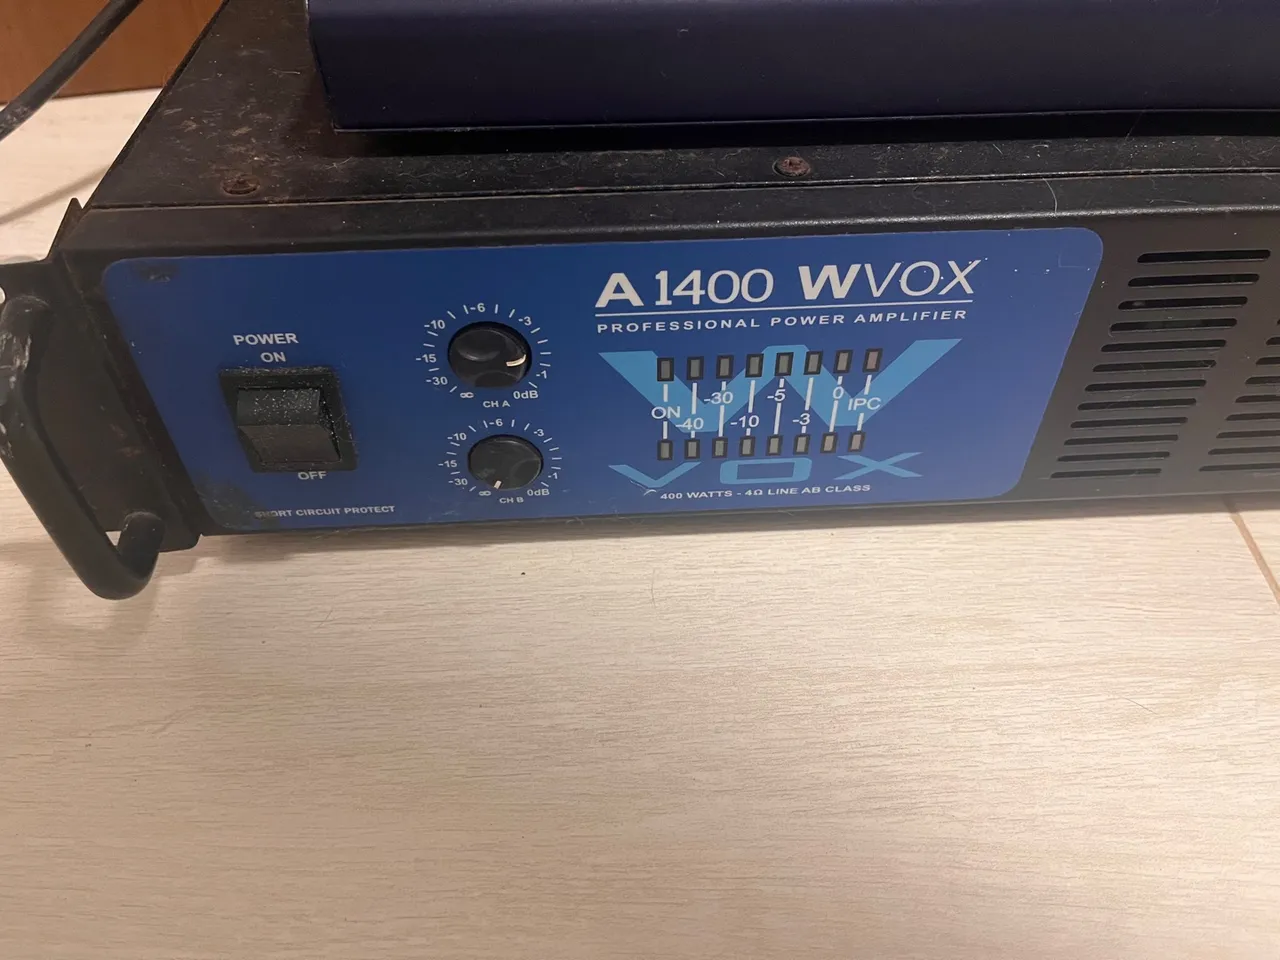 A 1400 WVOX
PROFESSIONAL POWER AMPLIFIER
POWER
ON
OFF
SHORT CIRCUIT PROTECT
-6
-10 -3
-15
-30 -1
∞ 0dB
CH A
-6
-10 -3
-15
-30 -1
∞ 0dB
CH B
ON -40 -30 -10 -5 -3 0 IPC
W
VOX
400 WATTS - 4Ω LINE AB CLASS